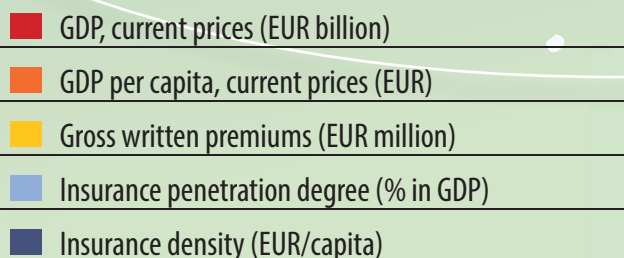 GDP, current prices (EUR billion)
GDP per capita, current prices (EUR)
Gross written premiums (EUR million)
Insurance penetration degree (% in GDP)
Insurance density (EUR/capita)